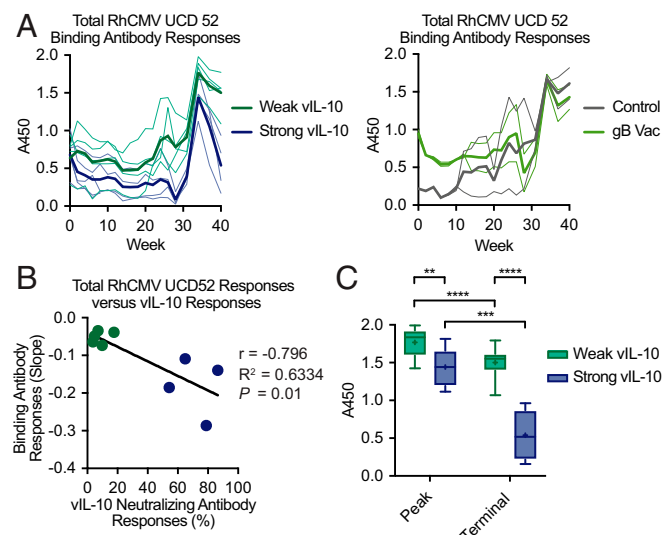 A
Total RhCMV UCD 52
Binding Antibody Responses
A450
2.0
1.5
1.0
0.5
0.0
0 10 20 30 40
Week
Weak vIL-10
Strong vIL-10
Total RhCMV UCD 52
Binding Antibody Responses
A450
2.0
1.5
1.0
0.5
0.0
0 10 20 30 40
Week
Control
gB Vac
B
Total RhCMV UCD52 Responses
versus vIL-10 Responses
Binding Antibody
Responses (Slope)
-0.0
-0.1
-0.2
-0.3
-0.4
r = -0.796
R² = 0.6334
P = 0.01
0 20 40 60 80 100
vIL-10 Neutralizing Antibody
Responses (%)
C
** ****
****
***
A450
2.0
1.5
1.0
0.5
0.0
Peak
Terminal
Weak vIL-10
Strong vIL-10